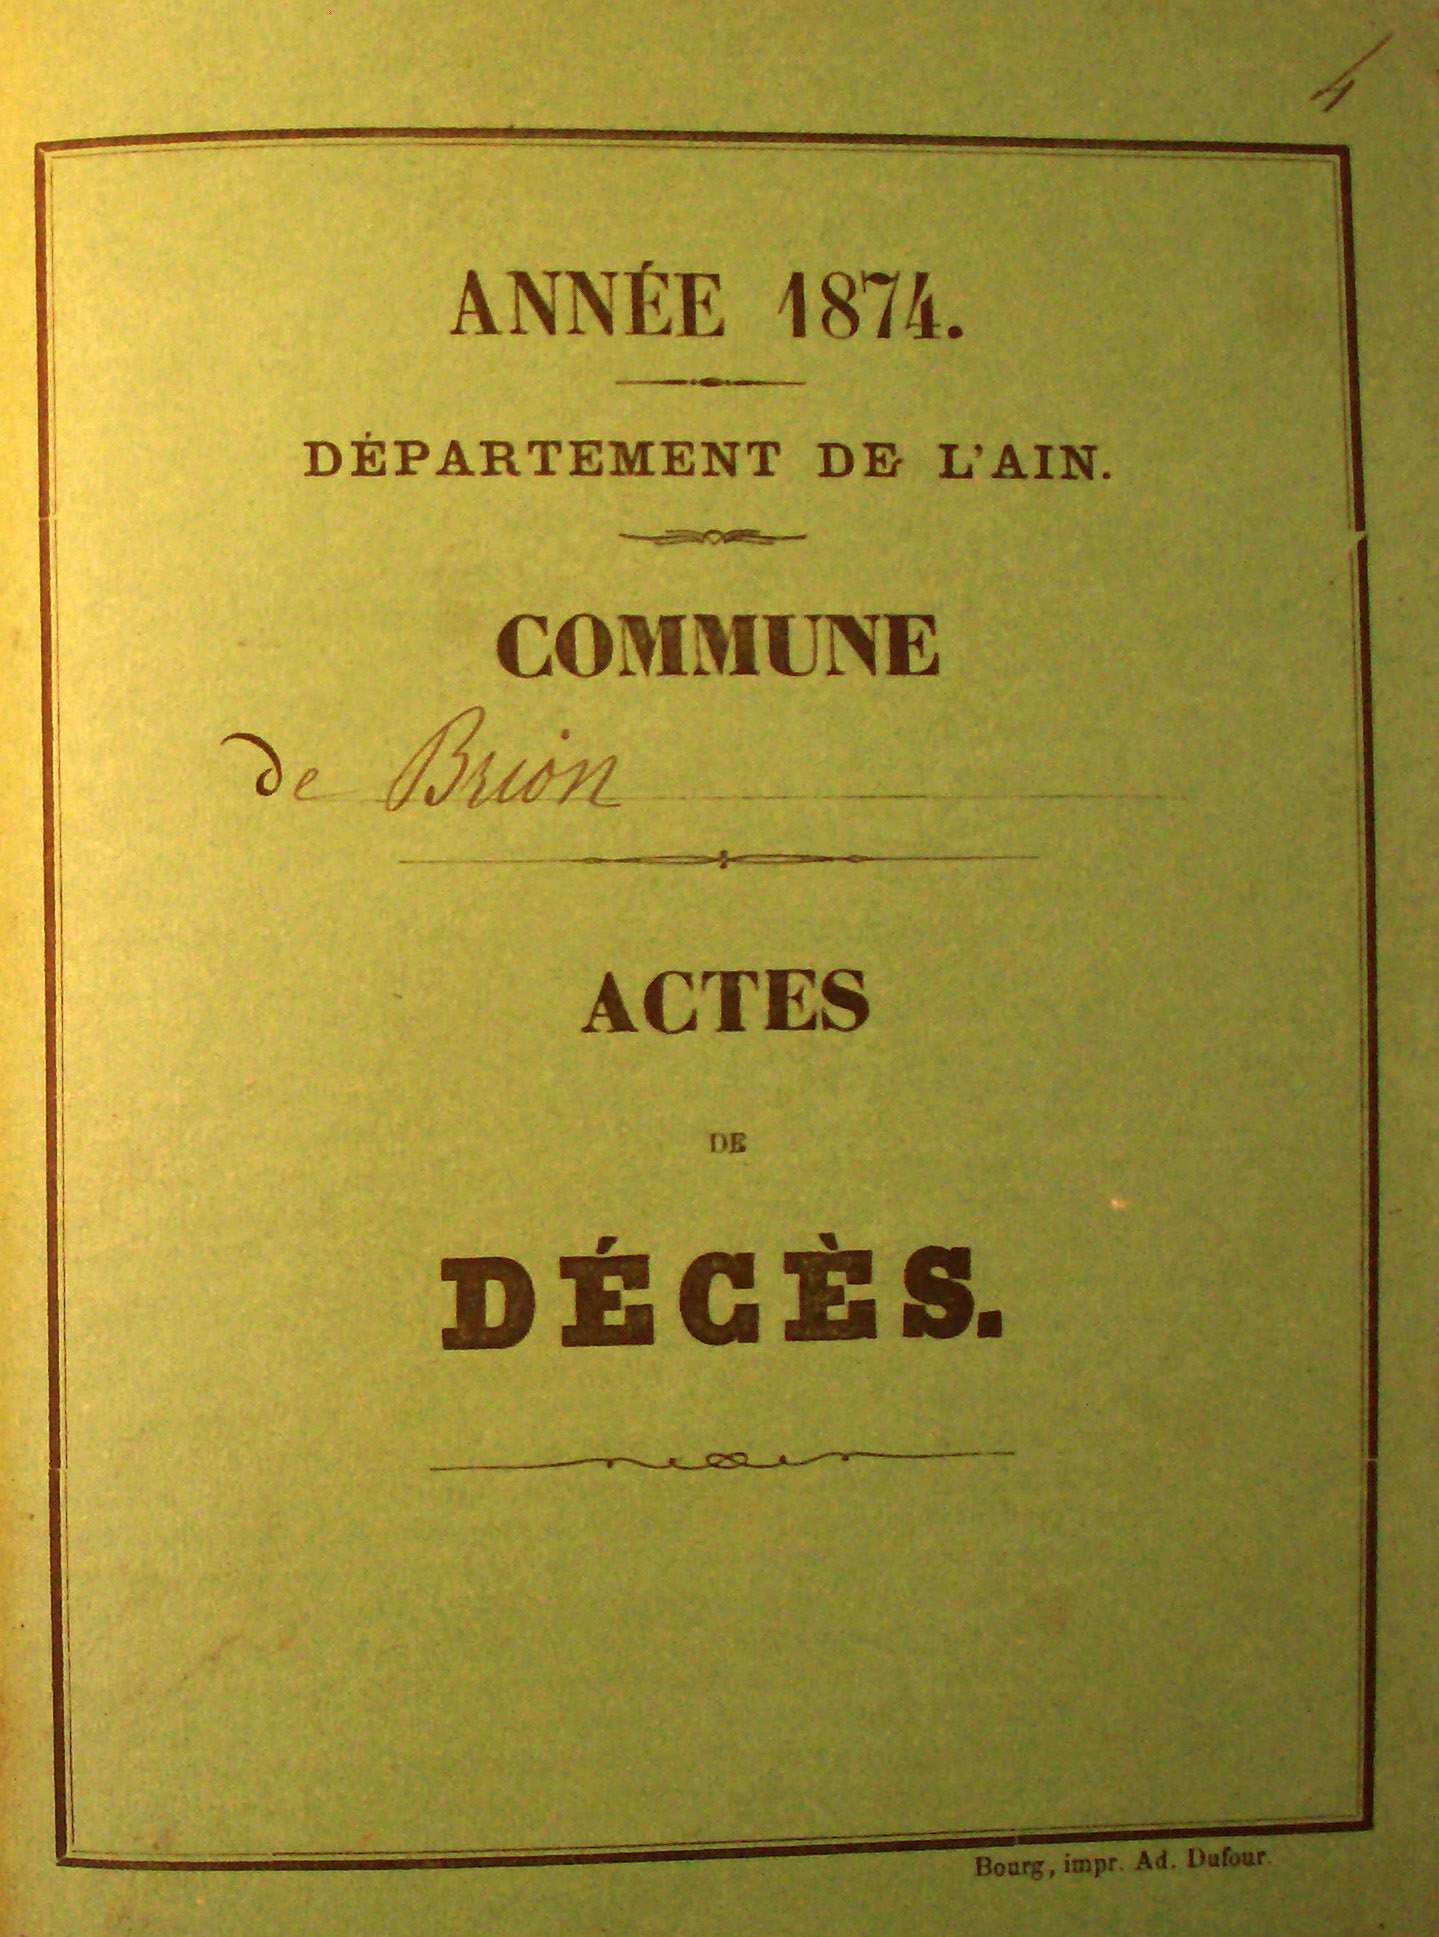 4
ANNÉE 1874.
DÉPARTEMENT DE L'AIN.
COMMUNE
de Brion
ACTES
DE
DÉCÈS.
Bourg, impr. Ad. Dufour.